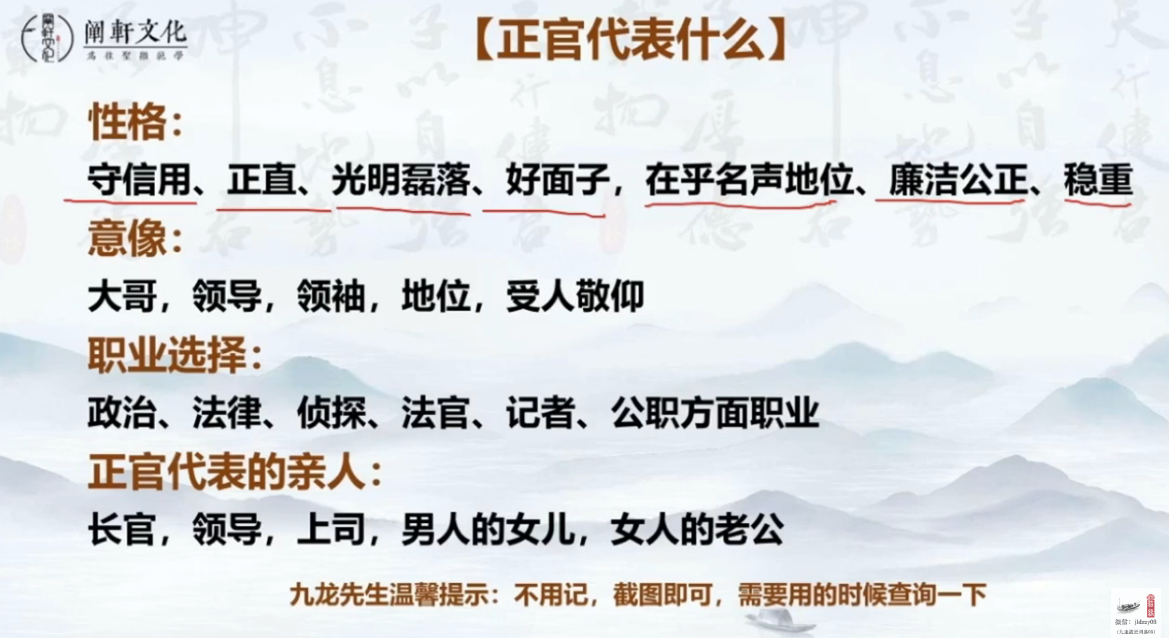 阐軒文化
爲往聖繼絕學
【正官代表什么】
性格：
守信用、正直、光明磊落、好面子，在乎名声地位、廉洁公正、稳重
意像：
大哥，领导，领袖，地位，受人敬仰
职业选择：
政治、法律、侦探、法官、记者、公职方面职业
正官代表的亲人：
长官，领导，上司，男人的女儿，女人的老公
九龙先生温馨提示：不用记，截图即可，需要用的时候查询一下